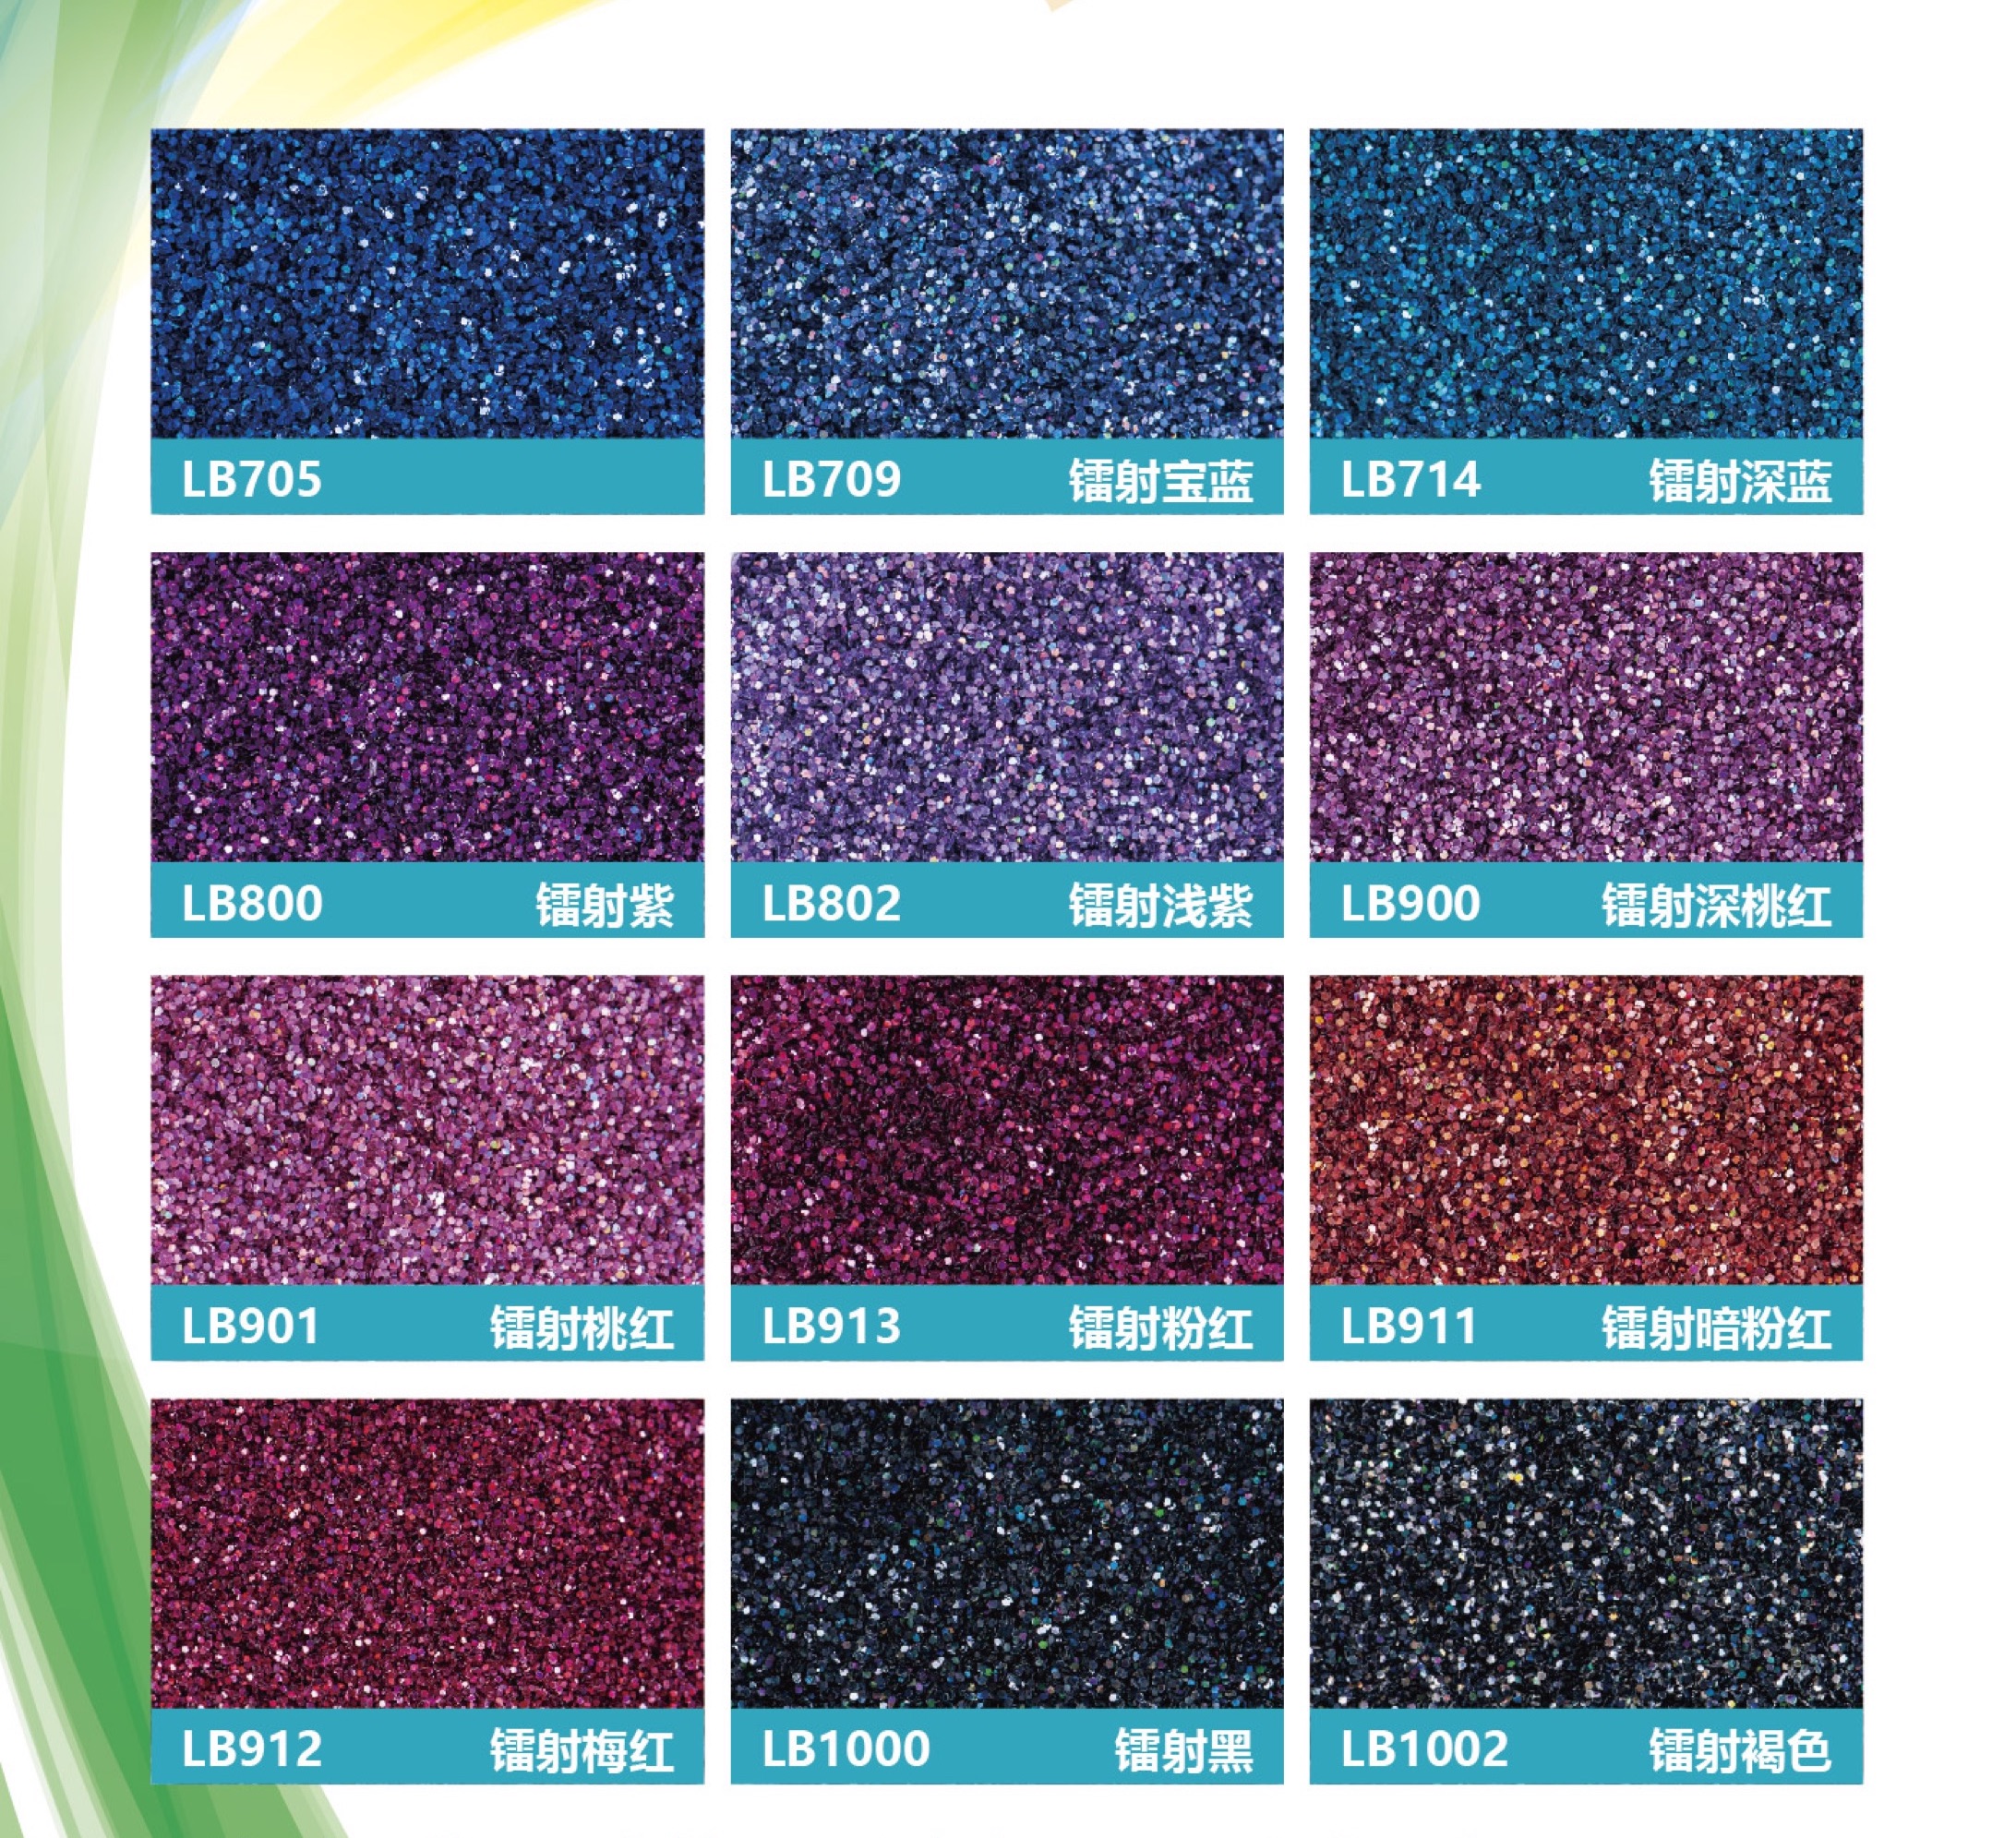 LB705
LB709 镭射宝蓝
LB714 镭射深蓝
LB800 镭射紫
LB802 镭射浅紫
LB900 镭射深桃红
LB901 镭射桃红
LB913 镭射粉红
LB911 镭射暗粉红
LB912 镭射梅红
LB1000 镭射黑
LB1002 镭射褐色